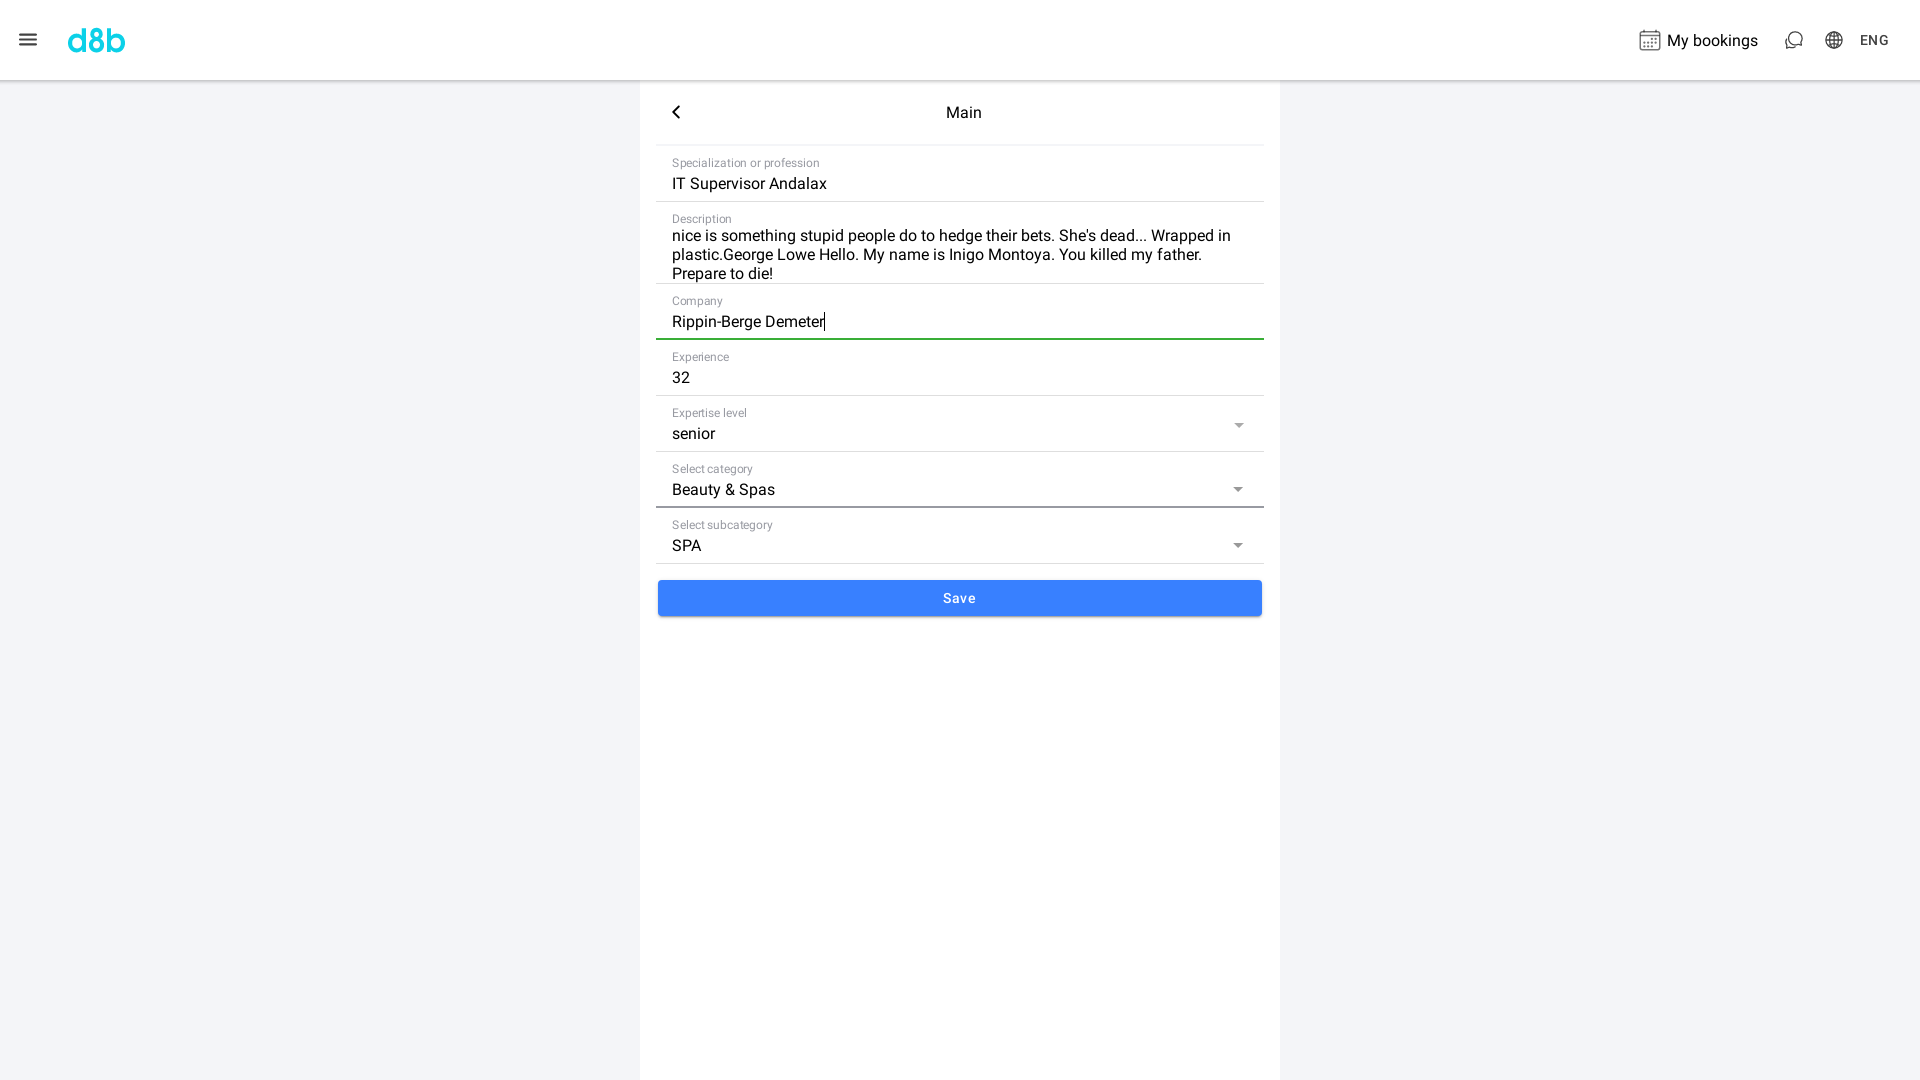 d8b
My bookings
ENG
Main
Specialization or profession
IT Supervisor Andalax
Description
nice is something stupid people do to hedge their bets. She's dead... Wrapped in
plastic.George Lowe Hello. My name is Inigo Montoya. You killed my father.
Prepare to die!
Company
Rippin-Berge Demeter
Experience
32
Expertise level
senior
Select category
Beauty & Spas
Select subcategory
SPA
Save